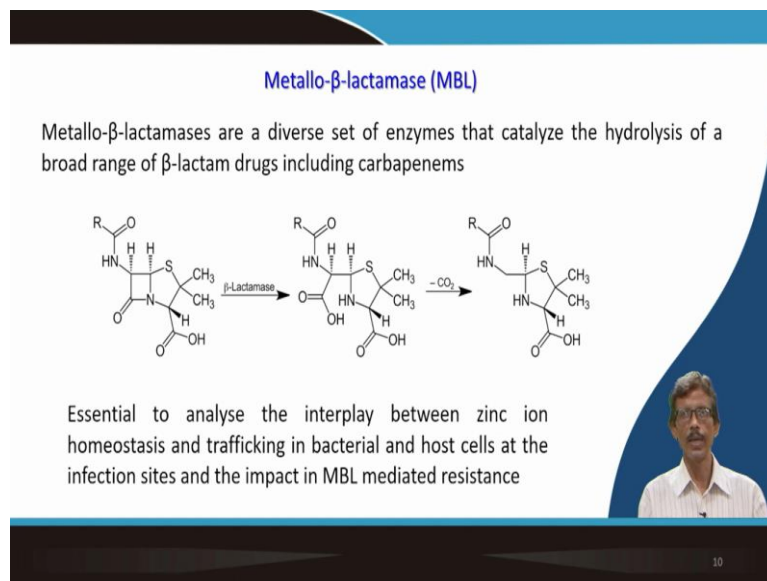 Metallo-β-lactamase (MBL)
Metallo-β-lactamases are a diverse set of enzymes that catalyze the hydrolysis of a
broad range of β-lactam drugs including carbapenems
R O HN H H S CH₃ CH₃ N O H OH O
β-Lactamase
R O HN H H S CH₃ CH₃ O HN OH H OH O
– CO₂
R O HN H S CH₃ CH₃ HN H OH O
Essential to analyse the interplay between zinc ion
homeostasis and trafficking in bacterial and host cells at the
infection sites and the impact in MBL mediated resistance
10